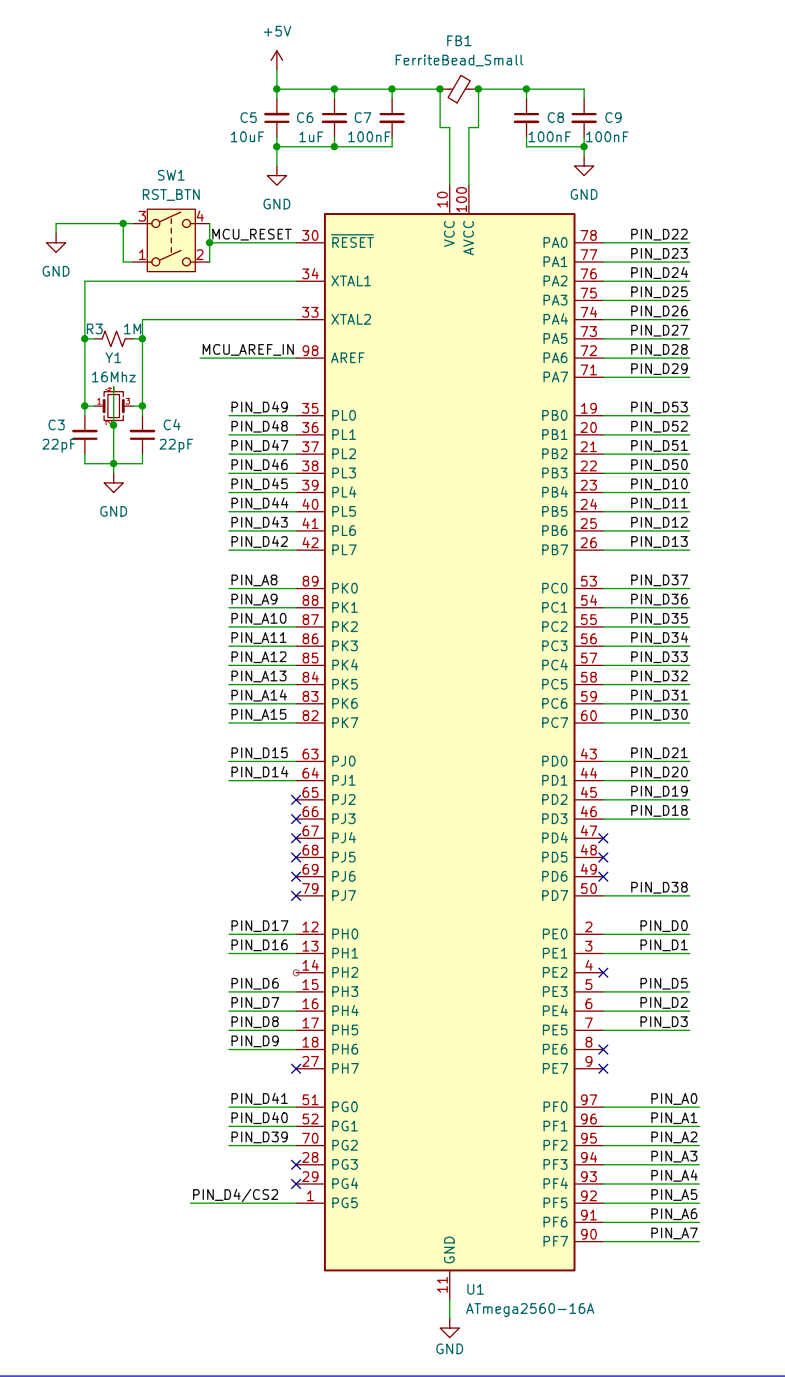 +5V
FB1
FerriteBead_Small
C5
10uF
C6
1uF
C7
100nF
C8
100nF
C9
100nF
GND
GND
10
100
VCC
AVCC
SW1
RST_BTN
3
4
1
2
GND
MCU_RESET 30 RESET
34 XTAL1
33 XTAL2
MCU_AREF_IN 98 AREF
R3 1M
Y1
16Mhz
1
3
C3
22pF
C4
22pF
GND
PIN_D49 35 PL0
PIN_D48 36 PL1
PIN_D47 37 PL2
PIN_D46 38 PL3
PIN_D45 39 PL4
PIN_D44 40 PL5
PIN_D43 41 PL6
PIN_D42 42 PL7
PIN_A8 89 PK0
PIN_A9 88 PK1
PIN_A10 87 PK2
PIN_A11 86 PK3
PIN_A12 85 PK4
PIN_A13 84 PK5
PIN_A14 83 PK6
PIN_A15 82 PK7
PIN_D15 63 PJ0
PIN_D14 64 PJ1
65 PJ2
66 PJ3
67 PJ4
68 PJ5
69 PJ6
79 PJ7
PIN_D17 12 PH0
PIN_D16 13 PH1
14 PH2
PIN_D6 15 PH3
PIN_D7 16 PH4
PIN_D8 17 PH5
PIN_D9 18 PH6
27 PH7
PIN_D41 51 PG0
PIN_D40 52 PG1
PIN_D39 70 PG2
28 PG3
29 PG4
PIN_D4/CS2 1 PG5
PA0 78 PIN_D22
PA1 77 PIN_D23
PA2 76 PIN_D24
PA3 75 PIN_D25
PA4 74 PIN_D26
PA5 73 PIN_D27
PA6 72 PIN_D28
PA7 71 PIN_D29
PB0 19 PIN_D53
PB1 20 PIN_D52
PB2 21 PIN_D51
PB3 22 PIN_D50
PB4 23 PIN_D10
PB5 24 PIN_D11
PB6 25 PIN_D12
PB7 26 PIN_D13
PC0 53 PIN_D37
PC1 54 PIN_D36
PC2 55 PIN_D35
PC3 56 PIN_D34
PC4 57 PIN_D33
PC5 58 PIN_D32
PC6 59 PIN_D31
PC7 60 PIN_D30
PD0 43 PIN_D21
PD1 44 PIN_D20
PD2 45 PIN_D19
PD3 46 PIN_D18
PD4 47
PD5 48
PD6 49
PD7 50 PIN_D38
PE0 2 PIN_D0
PE1 3 PIN_D1
PE2 4
PE3 5 PIN_D5
PE4 6 PIN_D2
PE5 7 PIN_D3
PE6 8
PE7 9
PF0 97 PIN_A0
PF1 96 PIN_A1
PF2 95 PIN_A2
PF3 94 PIN_A3
PF4 93 PIN_A4
PF5 92 PIN_A5
PF6 91 PIN_A6
PF7 90 PIN_A7
GND
11
U1
ATmega2560-16A
GND